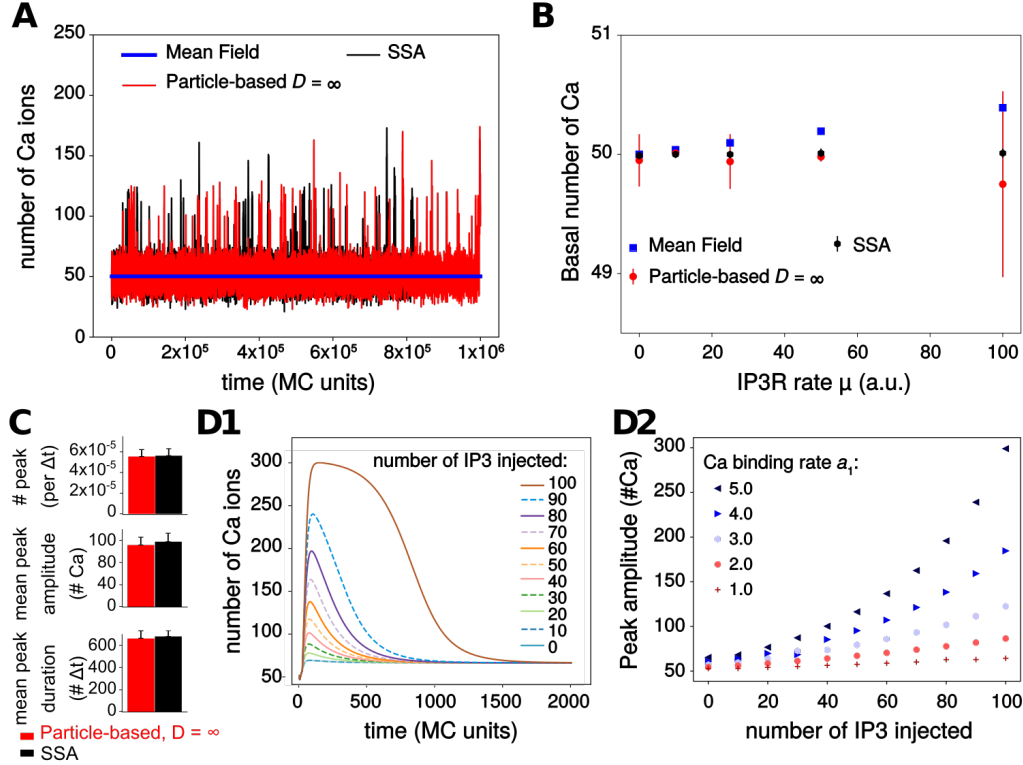 A
250
200
150
100
50
0
number of Ca ions
Mean Field
SSA
Particle-based D = ∞
0
2x10⁵
4x10⁵
6x10⁵
8x10⁵
1x10⁶
time (MC units)
B
51
50
49
Basal number of Ca
Mean Field
SSA
Particle-based D = ∞
0
20
40
60
80
100
IP3R rate μ (a.u.)
C
# peak
(per Δt)
6x10⁻⁵
4x10⁻⁵
2x10⁻⁵
0
mean peak
amplitude
(# Ca)
100
80
40
0
mean peak
duration
(# Δt)
600
400
200
0
Particle-based, D = ∞
SSA
D1
300
250
200
150
100
50
number of Ca ions
number of IP3 injected:
100
90
80
70
60
50
40
30
20
10
0
0
500
1000
1500
2000
time (MC units)
D2
300
250
200
150
100
50
Peak amplitude (#Ca)
Ca binding rate a₁:
5.0
4.0
3.0
2.0
1.0
0
20
40
60
80
100
number of IP3 injected